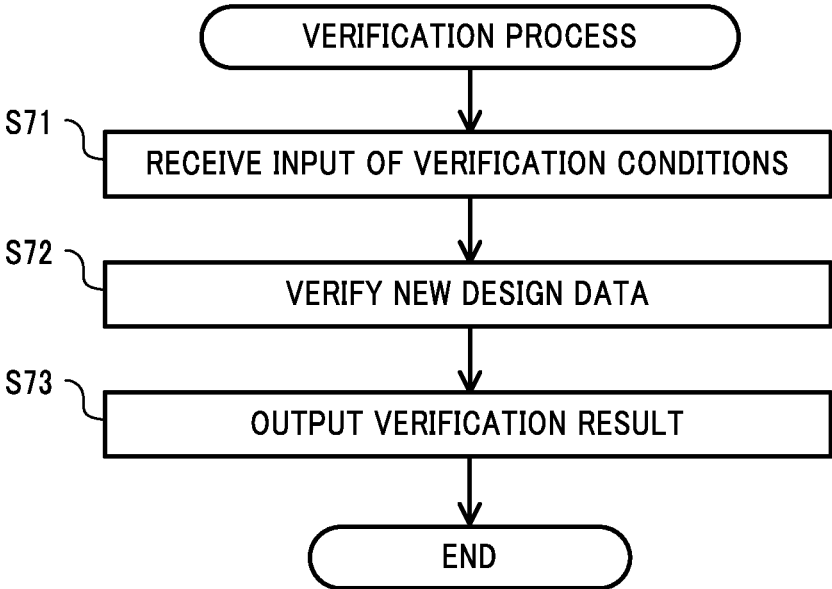 VERIFICATION PROCESS
S71
RECEIVE INPUT OF VERIFICATION CONDITIONS
S72
VERIFY NEW DESIGN DATA
S73
OUTPUT VERIFICATION RESULT
END